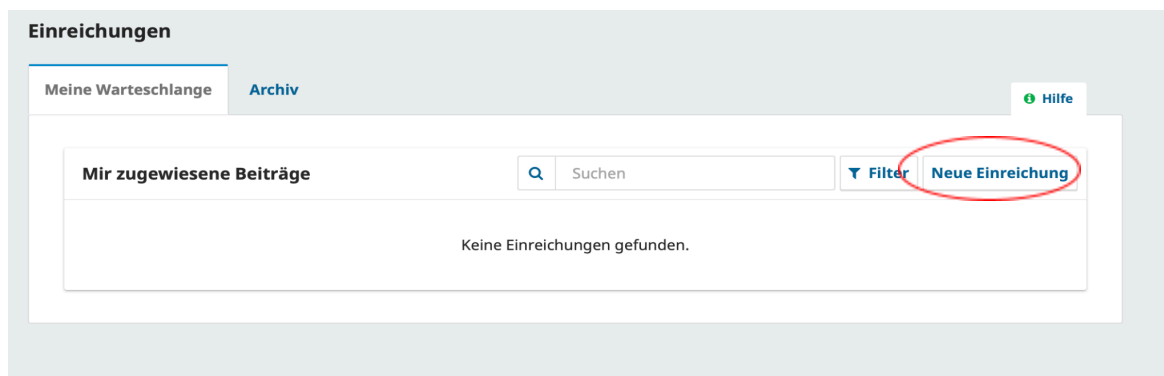 Einreichungen
Meine Warteschlange Archiv
Hilfe
Mir zugewiesene Beiträge Suchen Filter Neue Einreichung
Keine Einreichungen gefunden.